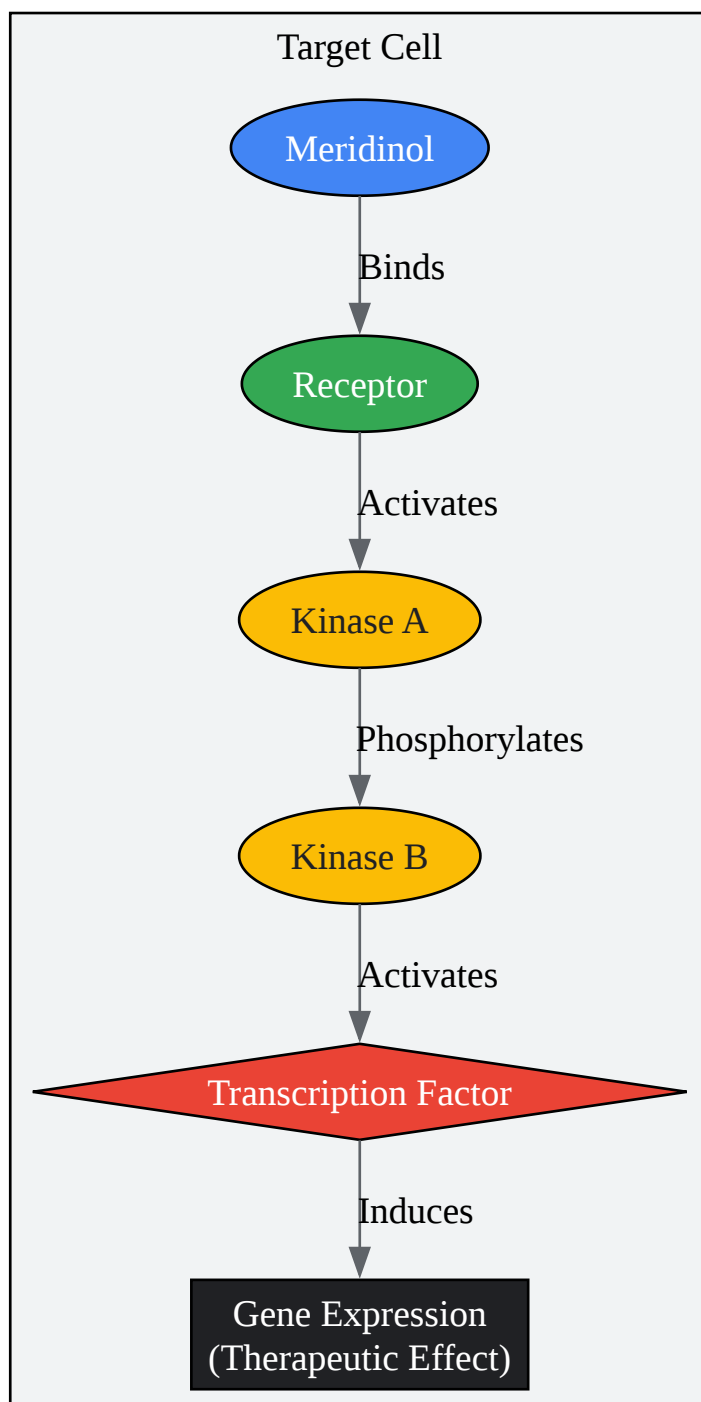 Target Cell
Meridinol
Binds
Receptor
Activates
Kinase A
Phosphorylates
Kinase B
Activates
Transcription Factor
Induces
Gene Expression
(Therapeutic Effect)